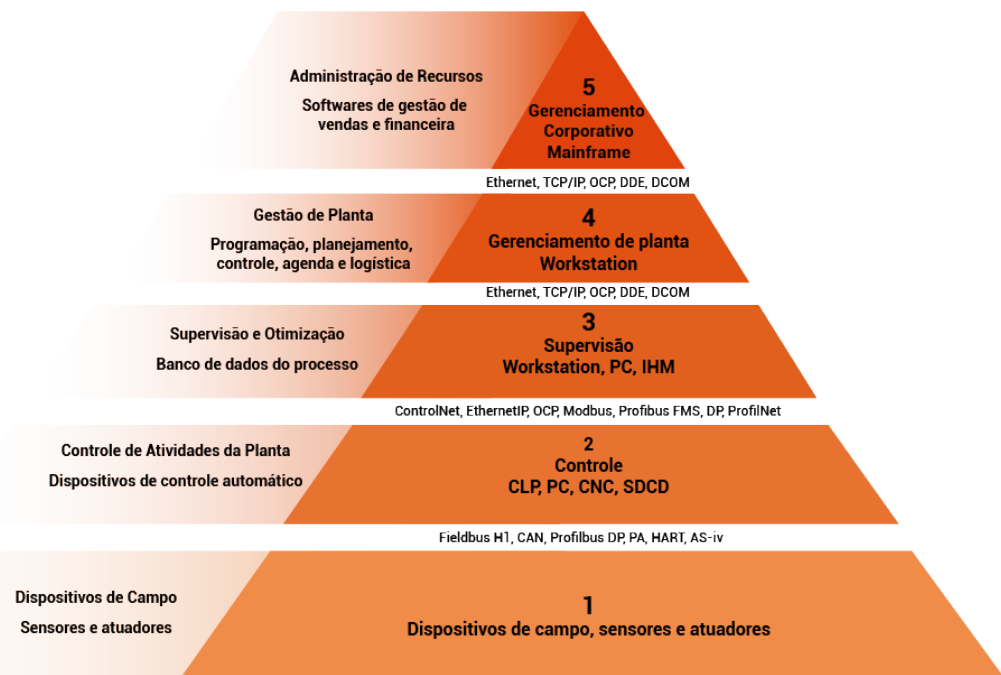 Administração de Recursos
Softwares de gestão de
vendas e financeira
5
Gerenciamento
Corporativo
Mainframe
Ethernet, TCP/IP, OCP, DDE, DCOM
Gestão de Planta
Programação, planejamento,
controle, agenda e logística
4
Gerenciamento de planta
Workstation
Ethernet, TCP/IP, OCP, DDE, DCOM
Supervisão e Otimização
Banco de dados do processo
3
Supervisão
Workstation, PC, IHM
ControlNet, EthernetIP, OCP, Modbus, Profibus FMS, DP, ProfilNet
Controle de Atividades da Planta
Dispositivos de controle automático
2
Controle
CLP, PC, CNC, SDCD
Fieldbus H1, CAN, Profilbus DP, PA, HART, AS-iv
Dispositivos de Campo
Sensores e atuadores
1
Dispositivos de campo, sensores e atuadores